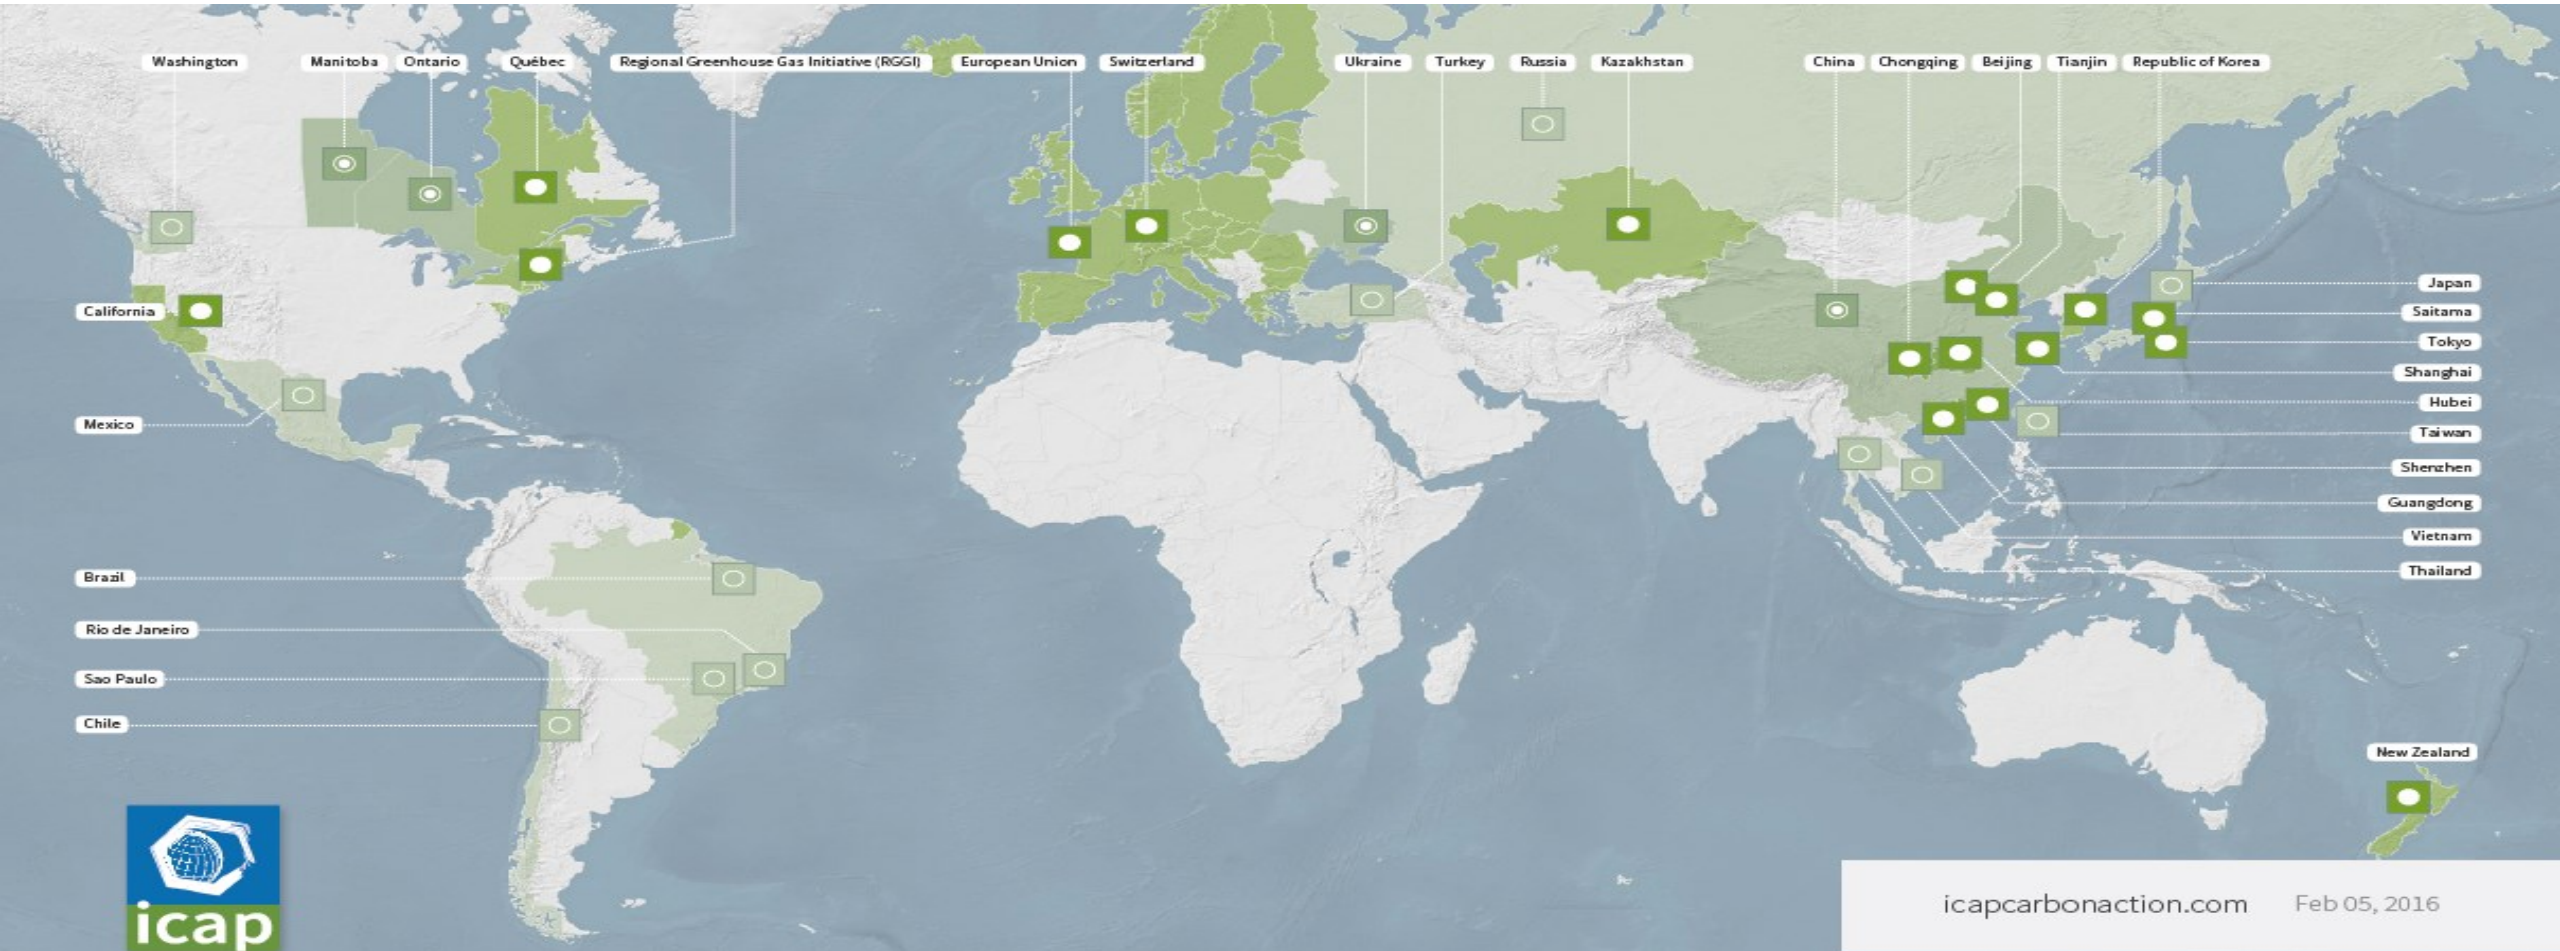 Washington
Manitoba
Ontario
Québec
Regional Greenhouse Gas Initiative (RGGI)
European Union
Switzerland
Ukraine
Turkey
Russia
Kazakhstan
China
Chongqing
Beijing
Tianjin
Republic of Korea
California
Mexico
Brazil
Rio de Janeiro
Sao Paulo
Chile
Japan
Saitama
Tokyo
Shanghai
Hubei
Taiwan
Shenzhen
Guangdong
Vietnam
Thailand
New Zealand
icap
icapcarbonaction.com Feb 05, 2016